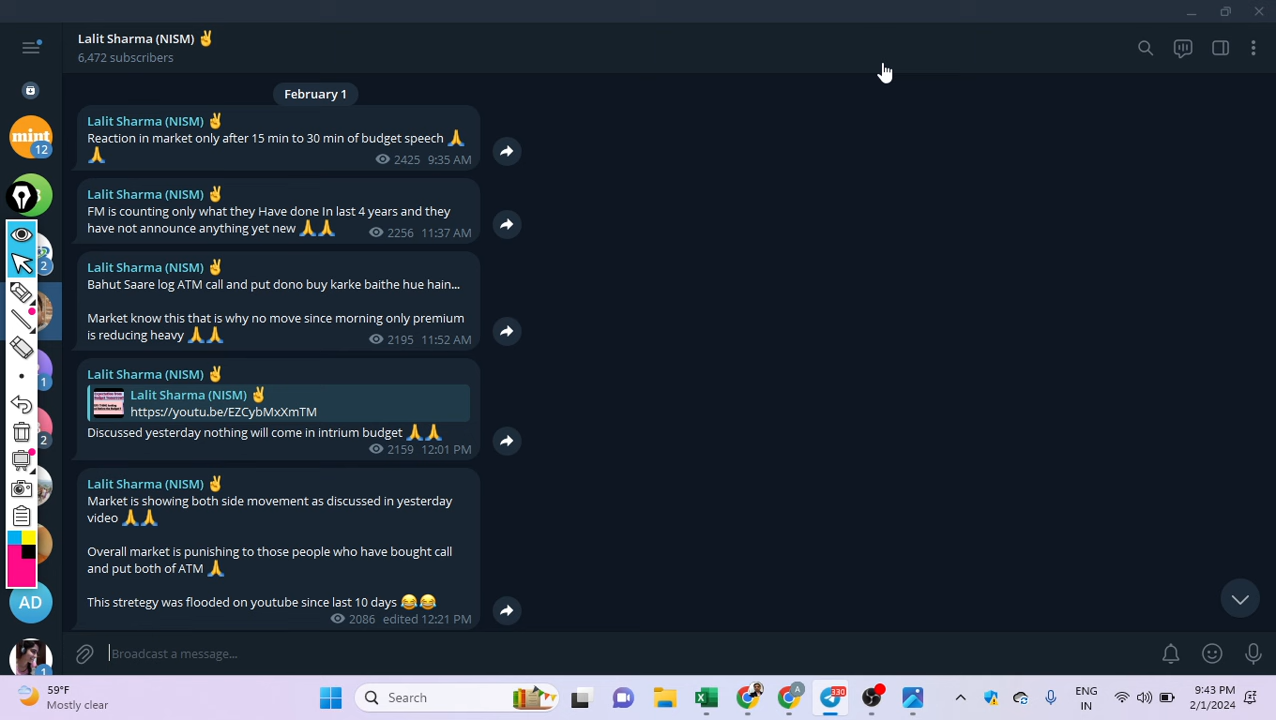 Lalit Sharma (NISM) ✌
6,472 subscribers
February 1
mint
12
Lalit Sharma (NISM) ✌
Reaction in market only after 15 min to 30 min of budget speech 🙏
🙏
2425 9:35 AM
Lalit Sharma (NISM) ✌
FM is counting only what they Have done In last 4 years and they
have not announce anything yet new 🙏🙏
2256 11:37 AM
2
Lalit Sharma (NISM) ✌
Bahut Saare log ATM call and put dono buy karke baithe hue hain...
Market know this that is why no move since morning only premium
is reducing heavy 🙏🙏
2195 11:52 AM
1
Lalit Sharma (NISM) ✌
Lalit Sharma (NISM) ✌
https://youtu.be/EZCybMxXmTM
Discussed yesterday nothing will come in intrium budget 🙏🙏
2159 12:01 PM
2
Lalit Sharma (NISM) ✌
Market is showing both side movement as discussed in yesterday
video 🙏🙏
Overall market is punishing to those people who have bought call
and put both of ATM 🙏
This stretegy was flooded on youtube since last 10 days 😂😂
2086 edited 12:21 PM
AD
1
Broadcast a message...
59°F
Mostly clear
Search
A
330
ENG
IN
9:43 PM
2/1/2024